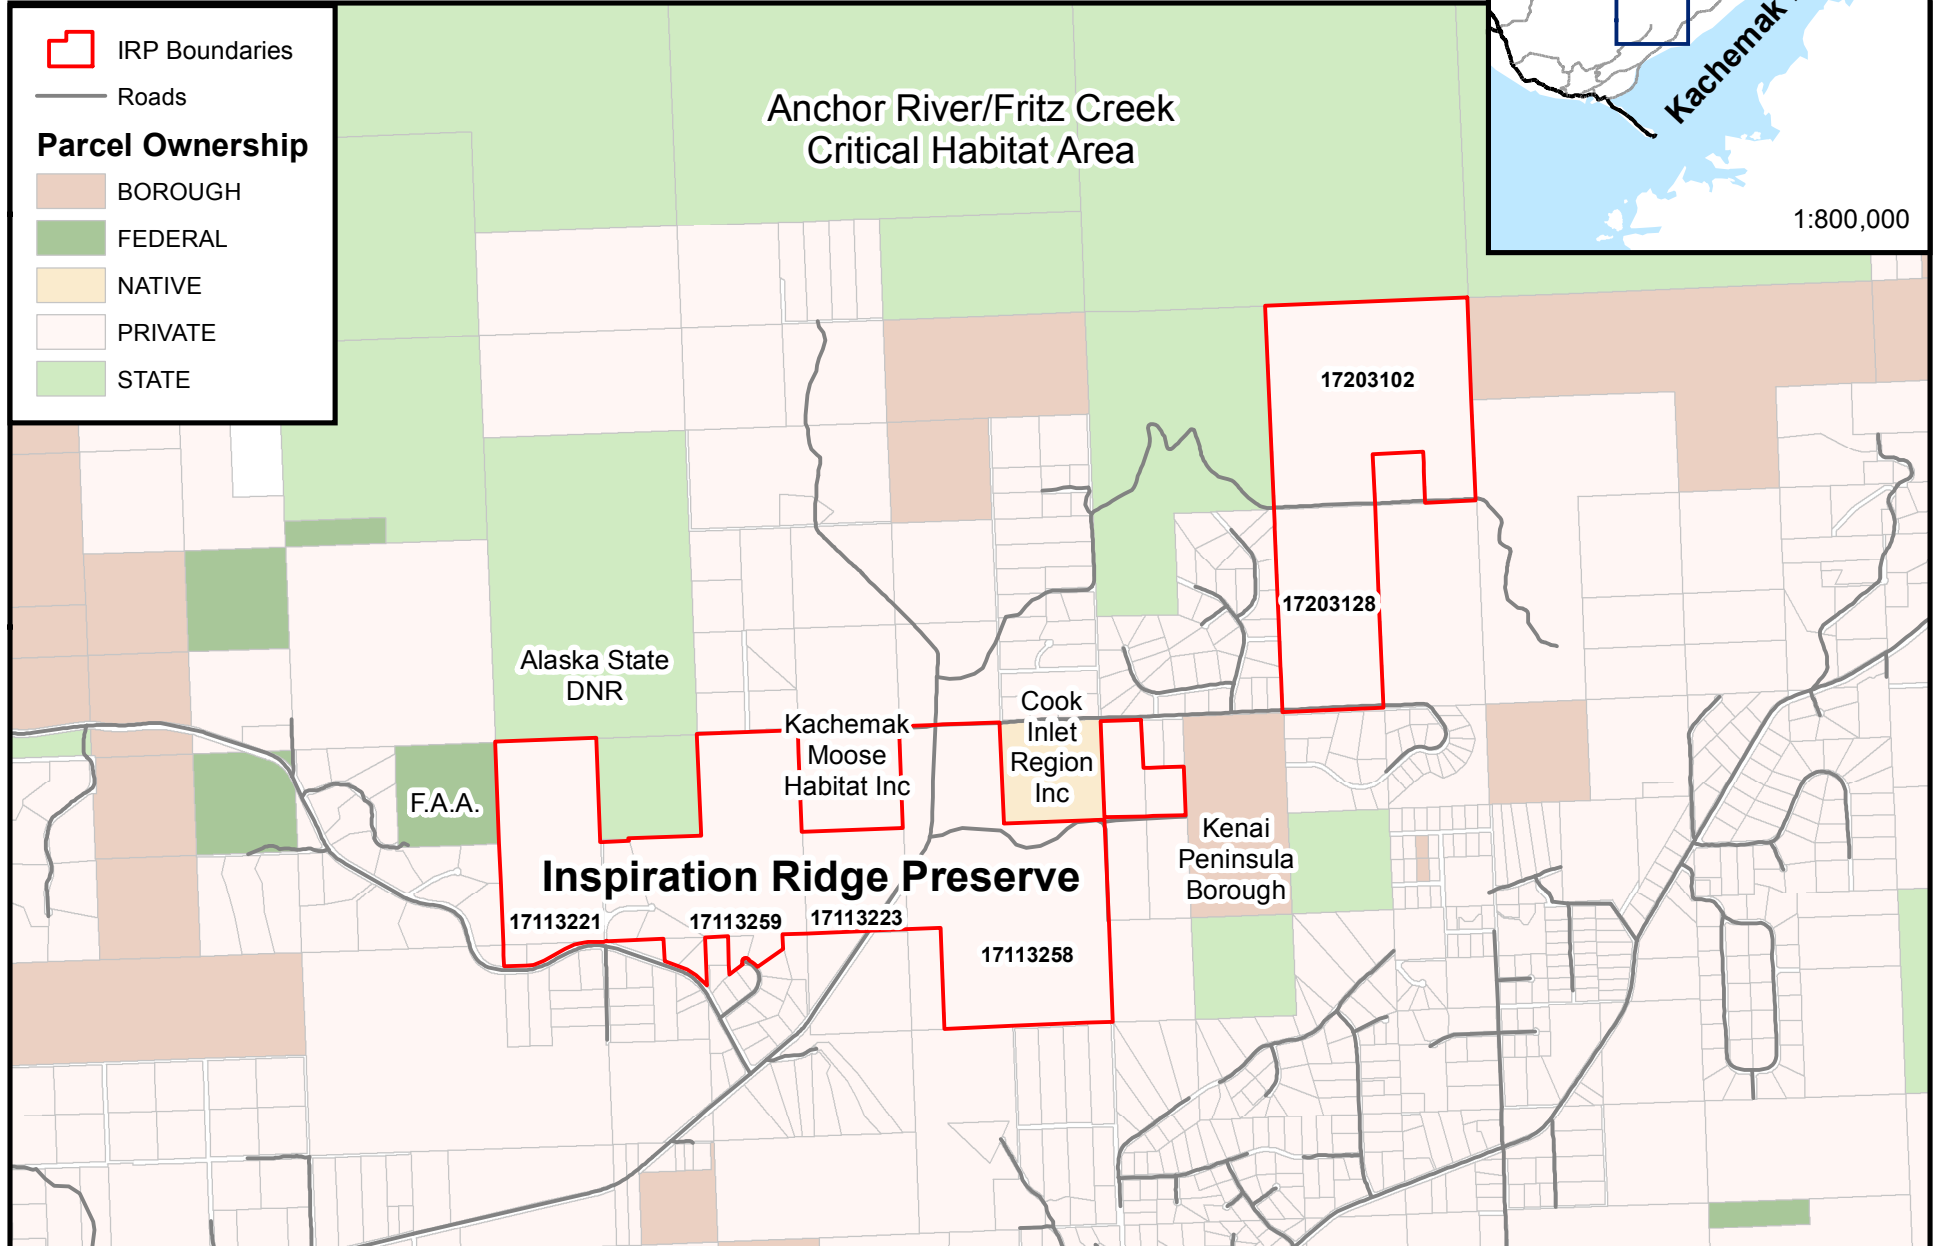 IRP Boundaries
Roads
Parcel Ownership
BOROUGH
FEDERAL
NATIVE
PRIVATE
STATE
Kachemak
1:800,000
Anchor River/Fritz Creek
Critical Habitat Area
17203102
17203128
Alaska State
DNR
Kachemak
Moose
Habitat Inc
Cook
Inlet
Region
Inc
F.A.A.
Kenai
Peninsula
Borough
Inspiration Ridge Preserve
17113221
17113259
17113223
17113258